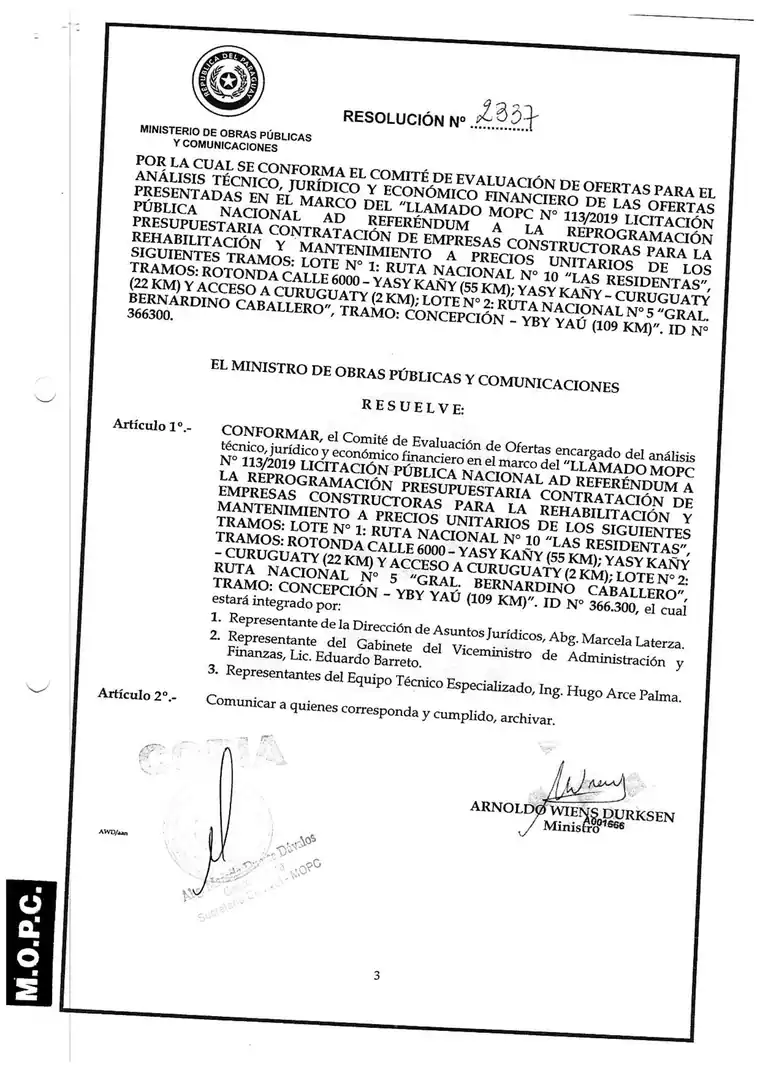 REPÚBLICA DEL PARAGUAY
RESOLUCIÓN Nº 2337
MINISTERIO DE OBRAS PÚBLICAS
Y COMUNICACIONES
POR LA CUAL SE CONFORMA EL COMITÉ DE EVALUACIÓN DE OFERTAS PARA EL
ANÁLISIS TÉCNICO, JURÍDICO Y ECONÓMICO FINANCIERO DE LAS OFERTAS
PRESENTADAS EN EL MARCO DEL "LLAMADO MOPC Nº 113/2019 LICITACIÓN
PÚBLICA NACIONAL AD REFERÉNDUM A LA REPROGRAMACIÓN
PRESUPUESTARIA CONTRATACIÓN DE EMPRESAS CONSTRUCTORAS PARA LA
REHABILITACIÓN Y MANTENIMIENTO A PRECIOS UNITARIOS DE LOS
SIGUIENTES TRAMOS: LOTE Nº 1: RUTA NACIONAL Nº 10 "LAS RESIDENTAS",
TRAMOS: ROTONDA CALLE 6000 – YASY KAÑY (55 KM); YASY KAÑY – CURUGUATY
(22 KM) Y ACCESO A CURUGUATY (2 KM); LOTE Nº 2: RUTA NACIONAL Nº 5 "GRAL.
BERNARDINO CABALLERO", TRAMO: CONCEPCIÓN – YBY YAÚ (109 KM)". ID Nº
366300.
EL MINISTRO DE OBRAS PÚBLICAS Y COMUNICACIONES
R E S U E L V E:
Artículo 1º.- CONFORMAR, el Comité de Evaluación de Ofertas encargado del análisis
técnico, jurídico y económico financiero en el marco del "LLAMADO MOPC
Nº 113/2019 LICITACIÓN PÚBLICA NACIONAL AD REFERÉNDUM A
LA REPROGRAMACIÓN PRESUPUESTARIA CONTRATACIÓN DE
EMPRESAS CONSTRUCTORAS PARA LA REHABILITACIÓN Y
MANTENIMIENTO A PRECIOS UNITARIOS DE LOS SIGUIENTES
TRAMOS: LOTE Nº 1: RUTA NACIONAL Nº 10 "LAS RESIDENTAS",
TRAMOS: ROTONDA CALLE 6000 – YASY KAÑY (55 KM); YASY KAÑY
– CURUGUATY (22 KM) Y ACCESO A CURUGUATY (2 KM); LOTE Nº 2:
RUTA NACIONAL Nº 5 "GRAL. BERNARDINO CABALLERO",
TRAMO: CONCEPCIÓN – YBY YAÚ (109 KM)". ID Nº 366.300, el cual
estará integrado por:
1. Representante de la Dirección de Asuntos Jurídicos, Abg. Marcela Laterza.
2. Representante del Gabinete del Viceministro de Administración y
Finanzas, Lic. Eduardo Barreto.
3. Representantes del Equipo Técnico Especializado, Ing. Hugo Arce Palma.
Artículo 2º.- Comunicar a quienes corresponda y cumplido, archivar.
COPIA
ARNOLDO WIENS DURKSEN
Ministro
A001666
AWD/aan
Dávalos
- MOPC
M.O.P.C.
3